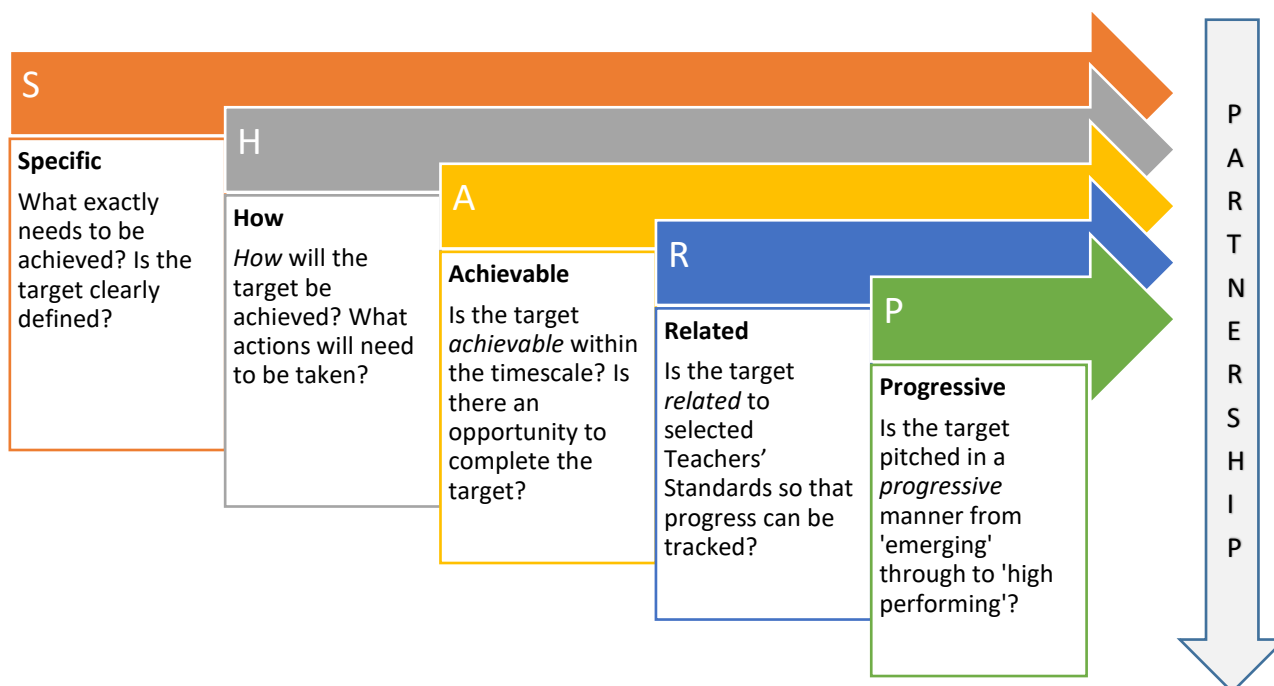 S
Specific
What exactly
needs to be
achieved? Is the
target clearly
defined?
H
How
How will the
target be
achieved? What
actions will need
to be taken?
A
Achievable
Is the target
achievable within
the timescale? Is
there an
opportunity to
complete the
target?
R
Related
Is the target
related to
selected
Teachers’
Standards so that
progress can be
tracked?
P
Progressive
Is the target
pitched in a
progressive
manner from
'emerging'
through to 'high
performing'?
P
A
R
T
N
E
R
S
H
I
P